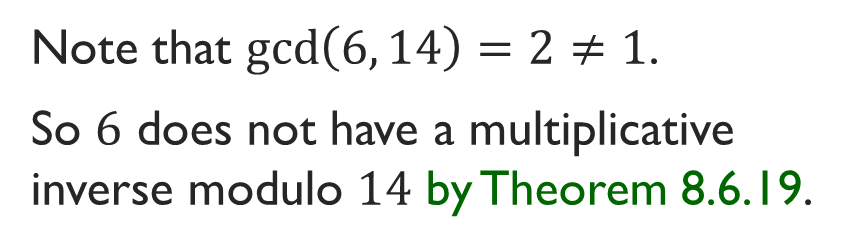 Note that gcd(6, 14) = 2 ≠ 1.
So 6 does not have a multiplicative
inverse modulo 14 by Theorem 8.6.19.